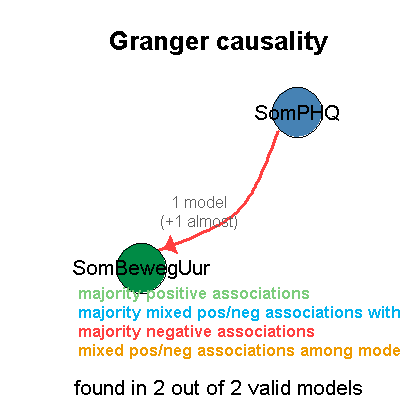 Granger causality
SomPHQ
1 model
(+1 almost)
SomBewegUur
majority positive associations
majority mixed pos/neg associations with
majority negative associations
mixed pos/neg associations among mode
found in 2 out of 2 valid models